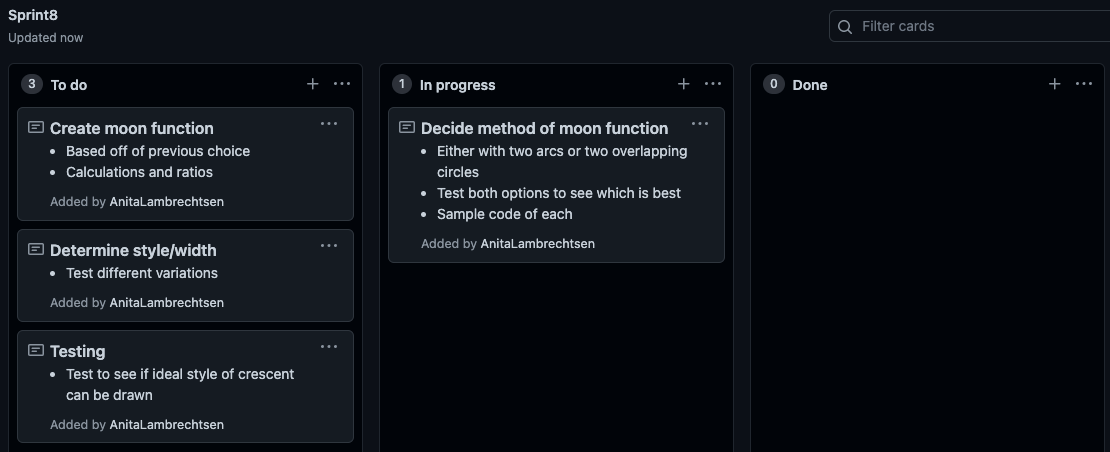 Sprint8
Updated now
Filter cards
3 To do
Create moon function
Based off of previous choice
Calculations and ratios
Added by AnitaLambrechtsen
Determine style/width
Test different variations
Added by AnitaLambrechtsen
Testing
Test to see if ideal style of crescent
can be drawn
Added by AnitaLambrechtsen
1 In progress
Decide method of moon function
Either with two arcs or two overlapping
circles
Test both options to see which is best
Sample code of each
Added by AnitaLambrechtsen
0 Done